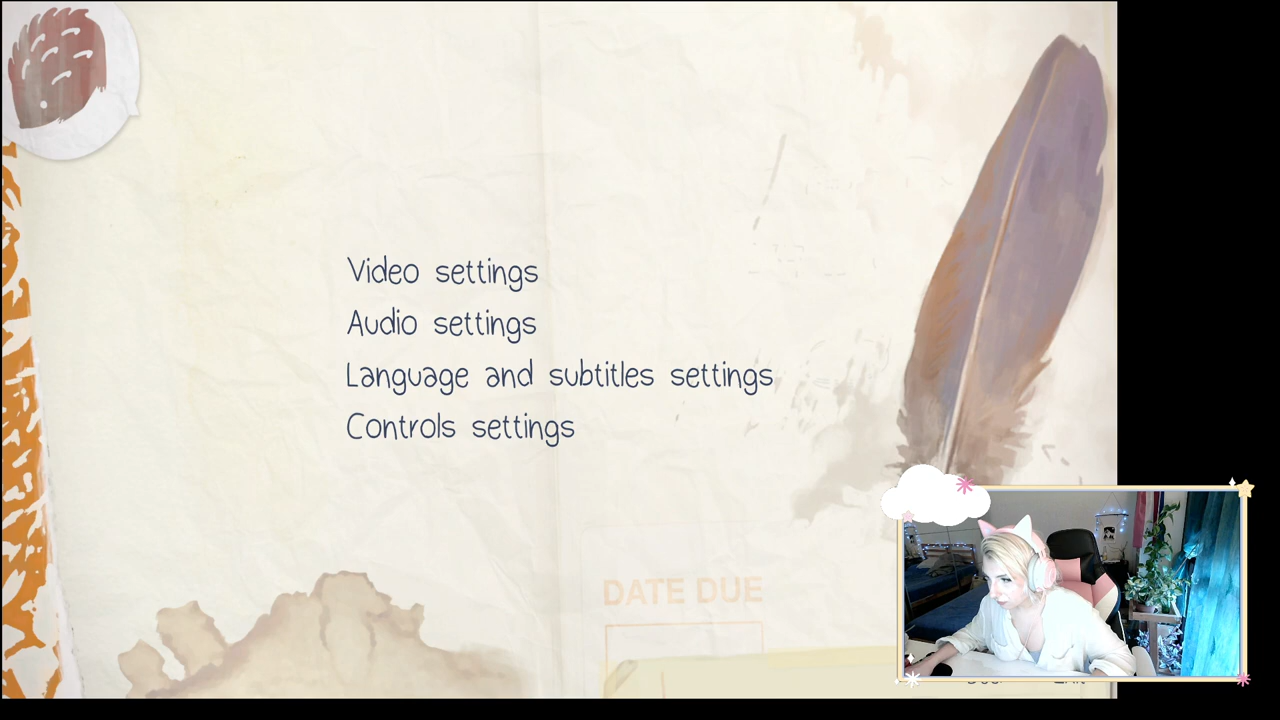 Video settings
Audio settings
Language and subtitles settings
Controls settings
DATE DUE